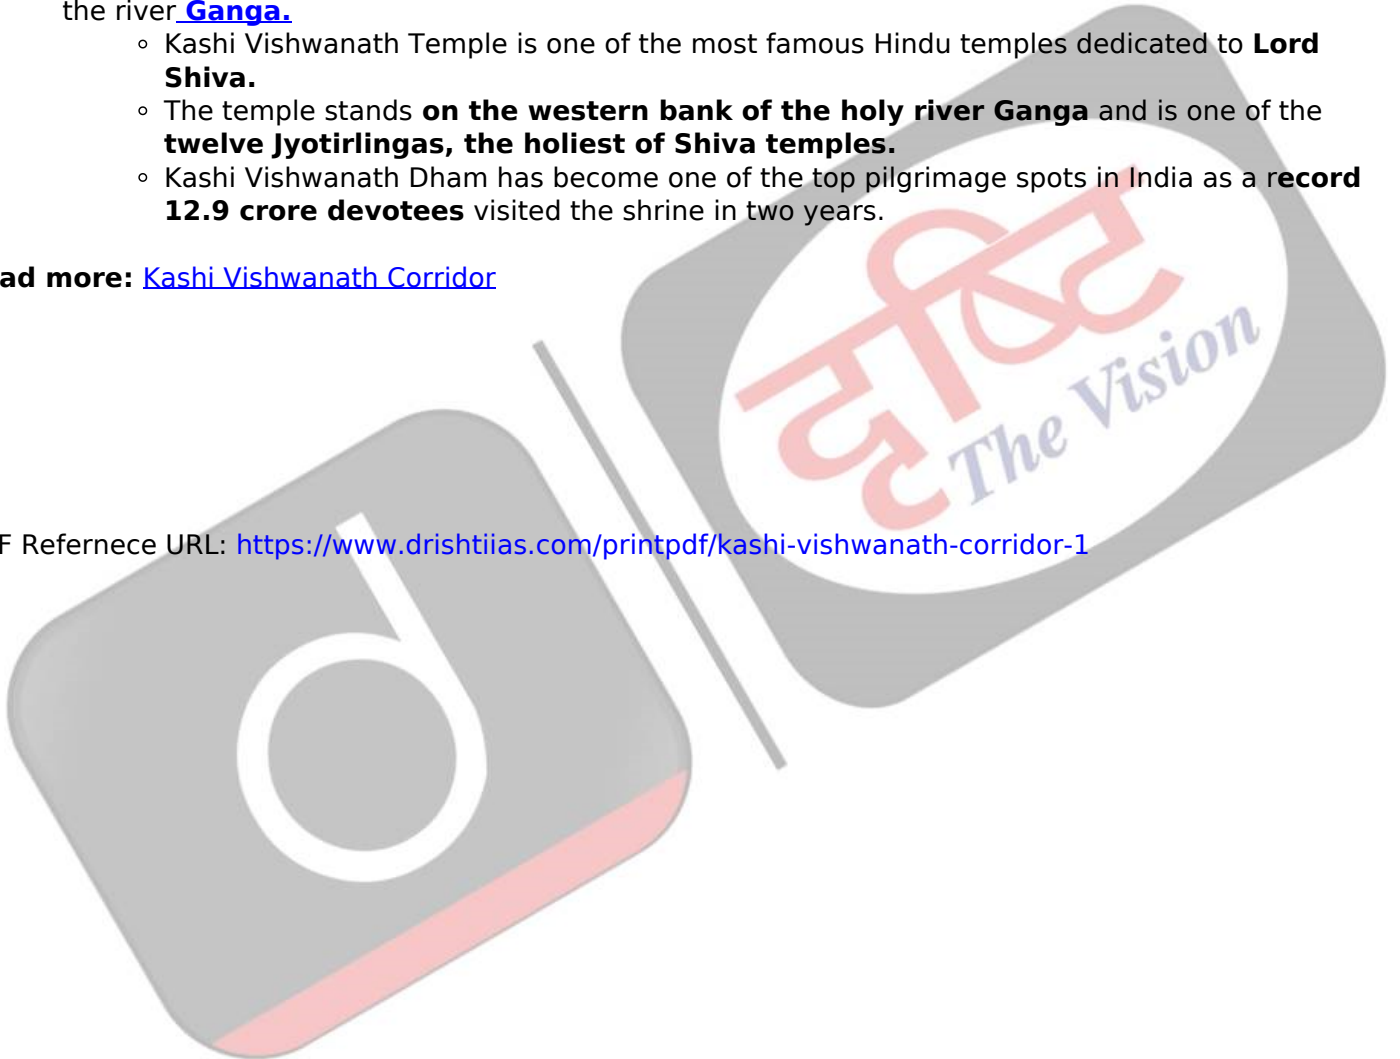 the river Ganga.
◦ Kashi Vishwanath Temple is one of the most famous Hindu temples dedicated to Lord
Shiva.
◦ The temple stands on the western bank of the holy river Ganga and is one of the
twelve Jyotirlingas, the holiest of Shiva temples.
◦ Kashi Vishwanath Dham has become one of the top pilgrimage spots in India as a record
12.9 crore devotees visited the shrine in two years.
ad more: Kashi Vishwanath Corridor
दृष्टि
The Vision
F Refernece URL: https://www.drishtiias.com/printpdf/kashi-vishwanath-corridor-1
d